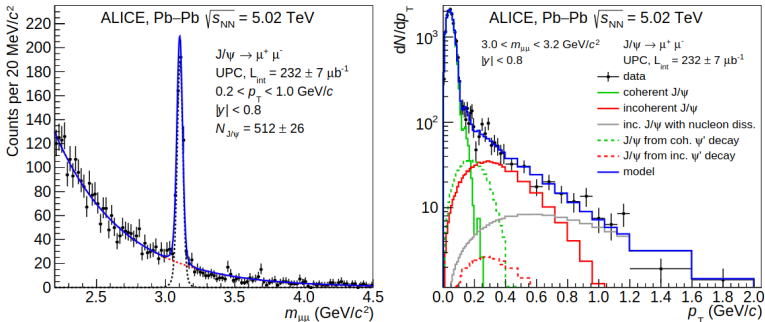 ALICE, Pb–Pb √sNN = 5.02 TeV
J/ψ → μ+ μ-
UPC, Lint = 232 ± 7 μb-1
0.2 < pT < 1.0 GeV/c
|y| < 0.8
NJ/ψ = 512 ± 26
Counts per 20 MeV/c2
220
200
180
160
140
120
100
80
60
40
20
0
2.5 3 3.5 4 4.5
mμμ (GeV/c2)
ALICE, Pb–Pb √sNN = 5.02 TeV
3.0 < mμμ < 3.2 GeV/c2
|y| < 0.8
J/ψ → μ+ μ-
UPC, Lint = 232 ± 7 μb-1
data
coherent J/ψ
incoherent J/ψ
inc. J/ψ with nucleon diss.
J/ψ from coh. ψ' decay
J/ψ from inc. ψ' decay
model
dN/dpT
103
102
10
0.0 0.2 0.4 0.6 0.8 1.0 1.2 1.4 1.6 1.8 2.0
pT (GeV/c)